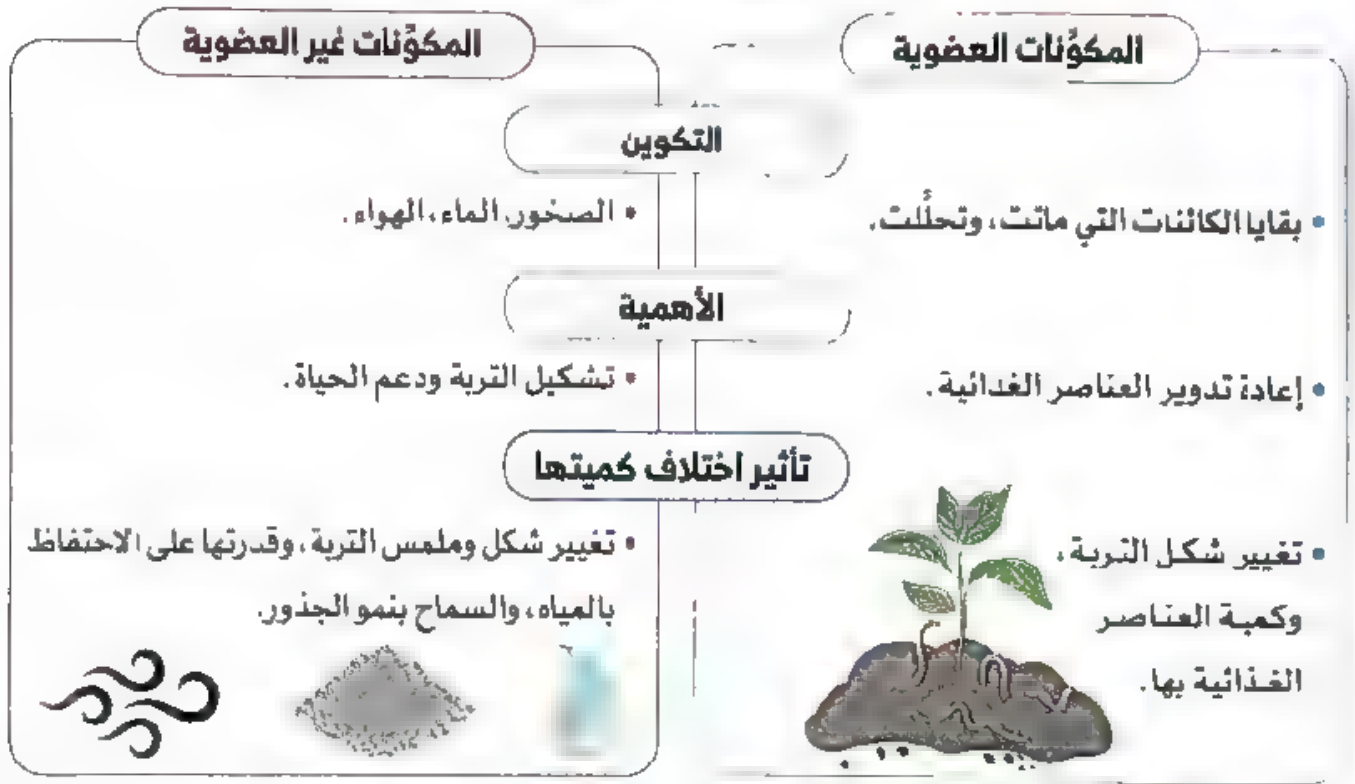 المكوِّنات العضوية
المكوِّنات غير العضوية
التكوين
• بقايا الكائنات التي ماتت، وتحلَّلت.
• الصخور، الماء، الهواء.
الأهمية
• إعادة تدوير العناصر الغذائية.
• تشكيل التربة ودعم الحياة.
تأثير اختلاف كميتها
• تغيير شكل التربة،
وكمية العناصر
الغذائية بها.
• تغيير شكل وملمس التربة، وقدرتها على الاحتفاظ
بالمياه، والسماح بنمو الجذور.